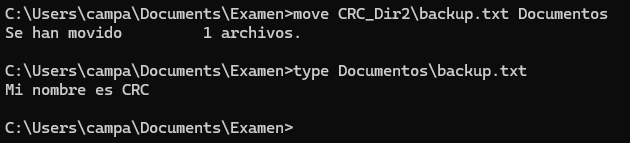 C:\Users\campa\Documents\Examen>move CRC_Dir2\backup.txt Documentos
Se han movido         1 archivos.
C:\Users\campa\Documents\Examen>type Documentos\backup.txt
Mi nombre es CRC
C:\Users\campa\Documents\Examen>